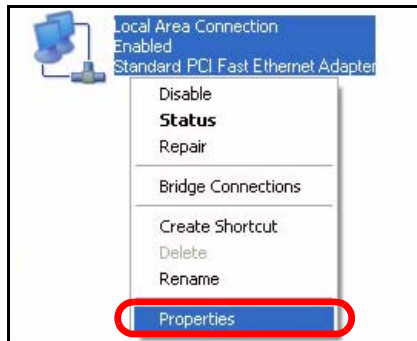 Local Area Connection
Enabled
Standard PCI Fast Ethernet Adapter
Disable
Status
Repair
Bridge Connections
Create Shortcut
Delete
Rename
Properties